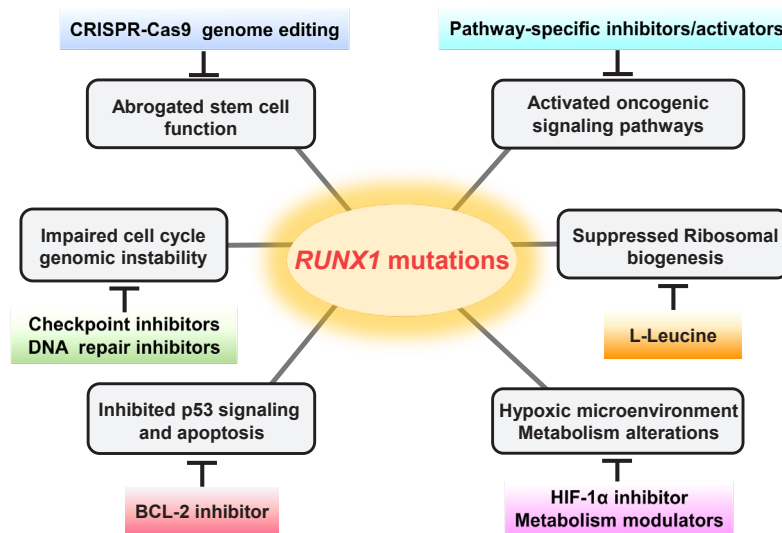 CRISPR-Cas9 genome editing
Pathway-specific inhibitors/activators
Abrogated stem cell
function
Activated oncogenic
signaling pathways
Impaired cell cycle
genomic instability
RUNX1 mutations
Suppressed Ribosomal
biogenesis
Checkpoint inhibitors
DNA repair inhibitors
L-Leucine
Inhibited p53 signaling
and apoptosis
Hypoxic microenvironment
Metabolism alterations
BCL-2 inhibitor
HIF-1α inhibitor
Metabolism modulators